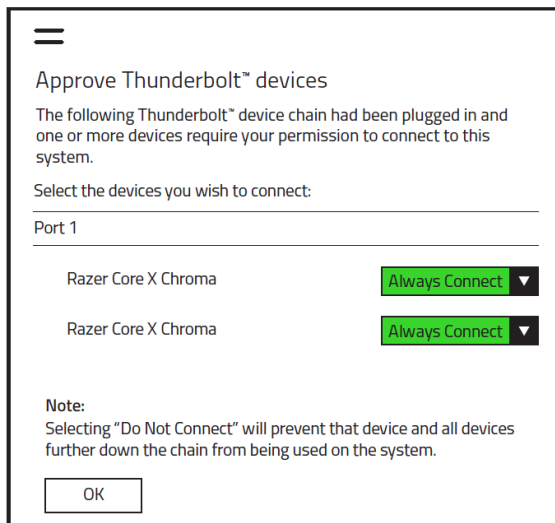 Approve Thunderbolt™ devices
The following Thunderbolt™ device chain had been plugged in and
one or more devices require your permission to connect to this
system.
Select the devices you wish to connect:
Port 1
Razer Core X Chroma Always Connect
Razer Core X Chroma Always Connect
Note:
Selecting “Do Not Connect” will prevent that device and all devices
further down the chain from being used on the system.
OK